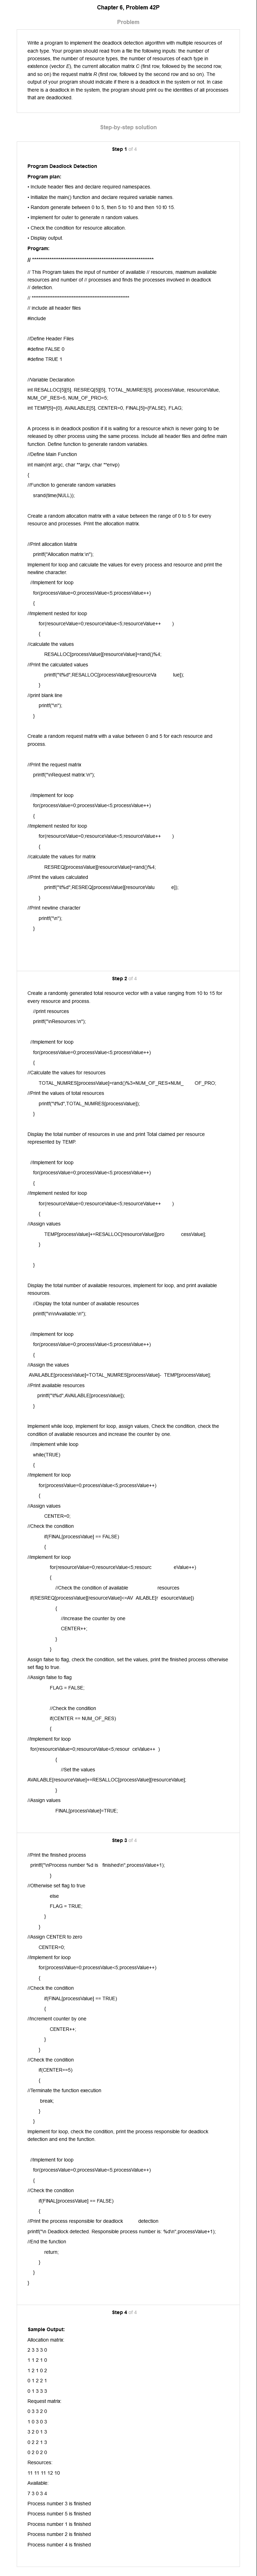 Chapter 6, Problem 42P
Problem
Write a program to implement the deadlock detection algorithm with multiple resources of
each type. Your program should read from a file the following inputs: the number of
processes, the number of resource types, the number of resources of each type in
existence (vector E), the current allocation matrix C (first row, followed by the second row,
and so on) the request matrix R (first row, followed by the second row and so on). The
output of your program should indicate if there is a deadlock in the system or not. In case
there is a deadlock in the system, the program should print ou the identities of all processes
that are deadlocked.
Step-by-step solution
Step 1 of 4
Program Deadlock Detection
Program plan:
• Include header files and declare required namespaces.
• Initialize the main() function and declare required variable names.
• Random generate between 0 to 5, then 5 to 10 and then 10 t0 15.
• Implement for outer to generate n random values.
• Check the condition for resource allocation.
• Display output
Program:
// This Program takes the input of number of available // resources, maximum available
resources and number of // processes and finds the processes involved in deadlock
// detection.
// include all header files
#include
//Define Header Files
#define FALSE 0
#define TRUE 1
//Variable Declaration
int RESALLOC[5][5], RESREQ[5][5], TOTAL_NUMRES[5], processValue, resourceValue,
NUM_OF_RES=5, NUM_OF_PRO=5;
int TEMP[5]={0}, AVAILABLE[5], CENTER=0, FINAL[5]={FALSE}, FLAG;
A process is in deadlock position if it is waiting for a resource which is never going to be
released by other process using the same process. Include all header files and define main
function. Define function to generate random variables.
//Define Main Function
int main(int argc, char **argv, char **envp)
{
//Function to generate random variables
srand(time(NULL));
Create a random allocation matrix with a value between the range of 0 to 5 for every
resource and processes. Print the allocation matrix
//Print allocation Matrix
printf("Allocation matrix:\n");
Implement for loop and calculate the values for every process and resource and print the
newline character.
//Implement for loop
for(processValue=0;processValue<5;processValue++)
{
//Implement nested for loop
for(resourceValue=0;resourceValue<5;resourceValue++ )
{
//calculate the values
RESALLOC[processValue][resourceValue]=rand()%4;
//Print the calculated values
printf("\t%d",RESALLOC[processValue][resourceVa lue]);
}
//print blank line
printf("\n");
}
Create a random request matrix with a value between 0 and 5 for each resource and
process.
//Print the request matrix
printf("\nRequest matrix:\n");
//Implement for loop
for(processValue=0;processValue<5;processValue++)
{
//Implement nested for loop
for(resourceValue=0;resourceValue<5;resourceValue++ )
{
//calculate the values for matrix
RESREQ[processValue][resourceValue]=rand()%4;
//Print the values calculated
printf("\t%d",RESREQ[processValue][resourceValu e]);
}
//Print newline character
printf("\n");
}
Step 2 of 4
Create a randomly generated total resource vector with a value ranging from 10 to 15 for
every resource and process.
//print resources
printf("\nResources:\n");
//Implement for loop
for(processValue=0;processValue<5;processValue++)
{
//Calculate the values for resources
TOTAL_NUMRES[processValue]=rand()%3+NUM_OF_RES+NUM_ OF_PRO;
//Print the values of total resources
printf("\t%d",TOTAL_NUMRES[processValue]);
}
Display the total number of resources in use and print Total claimed per resource
represented by TEMP.
//Implement for loop
for(processValue=0;processValue<5;processValue++)
{
//Implement nested for loop
for(resourceValue=0;resourceValue<5;resourceValue++ )
{
//Assign values
TEMP[processValue]+=RESALLOC[resourceValue][pro cessValue];
}
}
Display the total number of available resources, implement for loop, and print available
resources.
//Display the total number of available resources
printf("\n\nAvailable:\n");
//Implement for loop
for(processValue=0;processValue<5;processValue++)
{
//Assign the values
AVAILABLE[processValue]=TOTAL_NUMRES[processValue]- TEMP[processValue];
//Print available resources
printf("\t%d",AVAILABLE[processValue]);
}
Implement while loop, implement for loop, assign values, Check the condition, check the
condition of available resources and increase the counter by one.
//Implement while loop
while(TRUE)
{
//Implement for loop
for(processValue=0;processValue<5;processValue++)
{
//Assign values
CENTER=0;
//Check the condition
if(FINAL[processValue] == FALSE)
{
//Implement for loop
for(resourceValue=0;resourceValue<5;resourc eValue++)
{
//Check the condition of available resources
if(RESREQ[processValue][resourceValue]<=AV AILABLE[r esourceValue])
{
//Increase the counter by one
CENTER++;
}
}
Assign false to flag, check the condition, set the values, print the finished process otherwise
set flag to true.
//Assign false to flag
FLAG = FALSE;
//Check the condition
if(CENTER == NUM_OF_RES)
{
//Implement for loop
for(resourceValue=0;resourceValue<5;resour ceValue++ )
{
//Set the values
AVAILABLE[resourceValue]+=RESALLOC[processValue][resourceValue];
}
//Assign values
FINAL[processValue]=TRUE;
Step 3 of 4
//Print the finished process
printf("\nProcess number %d is finished\n",processValue+1);
}
//Otherwise set flag to true
else
FLAG = TRUE;
}
}
//Assign CENTER to zero
CENTER=0;
//Implement for loop
for(processValue=0;processValue<5;processValue++)
{
//Check the condition
if(FINAL[processValue] == TRUE)
{
//Increment counter by one
CENTER++;
}
}
//Check the condition
if(CENTER==5)
{
//Terminate the function execution
break;
}
}
Implement for loop, check the condition, print the process responsible for deadlock
detection and end the function.
//Implement for loop
for(processValue=0;processValue<5;processValue++)
{
//Check the condition
if(FINAL[processValue] == FALSE)
{
//Print the process responsible for deadlock detection
printf("\n Deadlock detected. Responsible process number is: %d\n",processValue+1);
//End the function
return;
}
}
}
Step 4 of 4
Sample Output:
Allocation matrix:
2 3 3 3 0
1 1 2 1 0
1 2 1 0 2
0 1 2 2 1
0 1 3 3 3
Request matrix:
0 3 3 2 0
1 0 3 0 3
3 2 0 1 3
0 2 2 1 3
0 2 0 2 0
Resources:
11 11 11 12 10
Available:
7 3 0 3 4
Process number 3 is finished
Process number 5 is finished
Process number 1 is finished
Process number 2 is finished
Process number 4 is finished